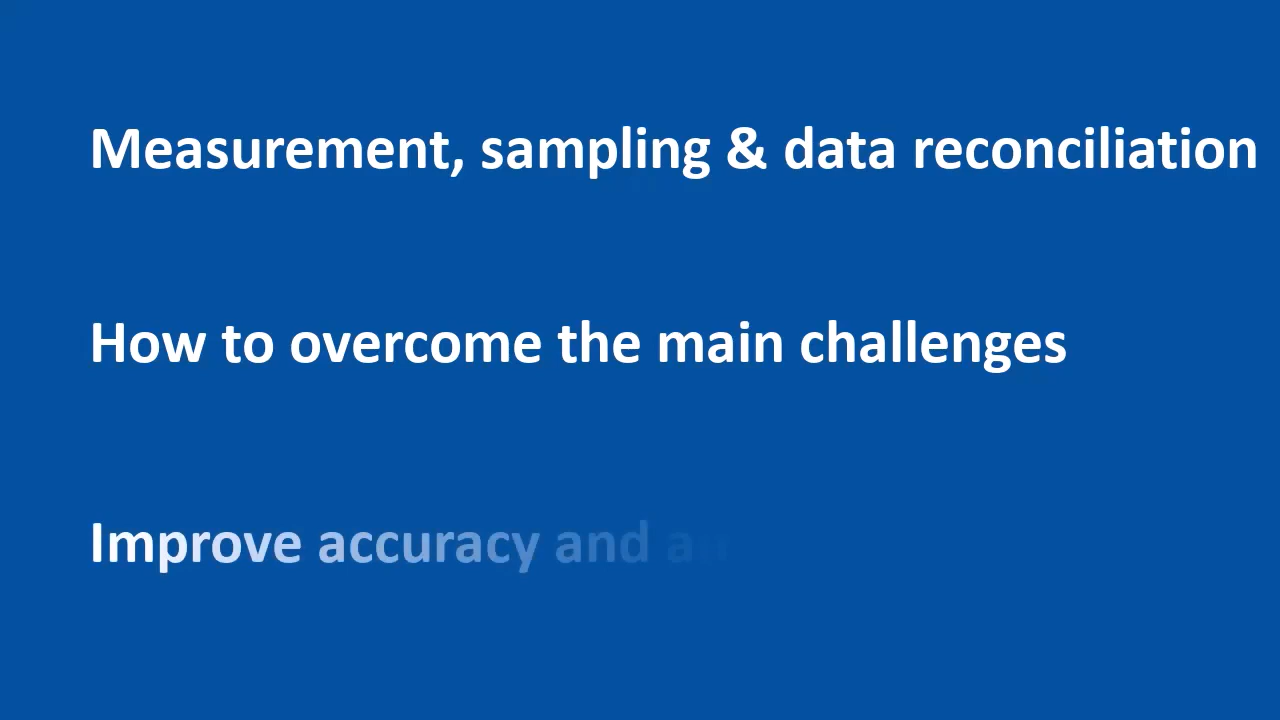 Measurement, sampling & data reconciliation
How to overcome the main challenges
Improve accuracy and